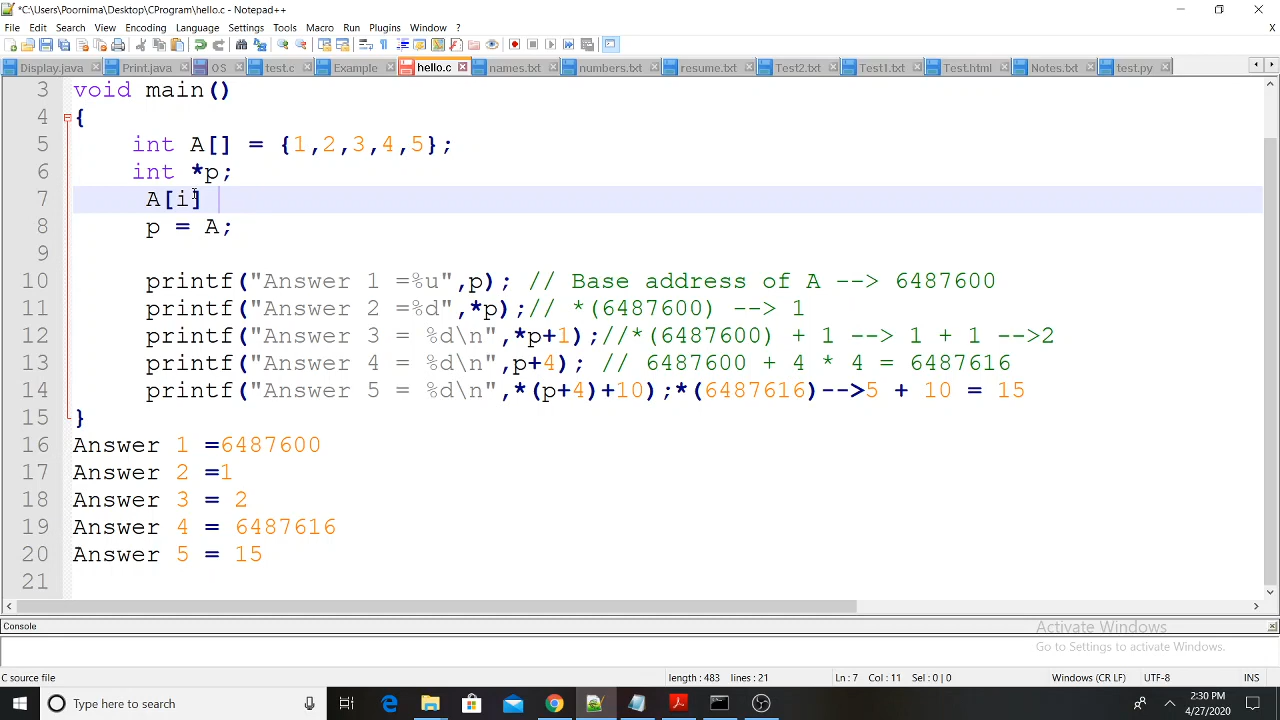 *C:\Users\Poornima\Desktop\CProgram\hello.c - Notepad++
File Edit Search View Encoding Language Settings Tools Macro Run Plugins Window ? X
Display.java Print.java OS test.c Example hello.c names.txt numbers.txt resume.txt Test2.txt Test1.txt Test.html Notes.txt test.py
3 void main()
4 {
5 int A[] = {1,2,3,4,5};
6 int *p;
7 A[i]
8 p = A;
9
10 printf("Answer 1 =%u",p); // Base address of A --> 6487600
11 printf("Answer 2 =%d",*p);// *(6487600) --> 1
12 printf("Answer 3 = %d\n",*p+1);//*(6487600) + 1 --> 1 + 1 -->2
13 printf("Answer 4 = %d\n",p+4); // 6487600 + 4 * 4 = 6487616
14 printf("Answer 5 = %d\n",*(p+4)+10);*(6487616)-->5 + 10 = 15
15 }
16 Answer 1 =6487600
17 Answer 2 =1
18 Answer 3 = 2
19 Answer 4 = 6487616
20 Answer 5 = 15
21
Console
Activate Windows
Go to Settings to activate Windows.
C source file length : 483 lines : 21 Ln : 7 Col : 11 Sel : 0 | 0 Windows (CR LF) UTF-8 INS
Type here to search
2:30 PM
4/27/2020